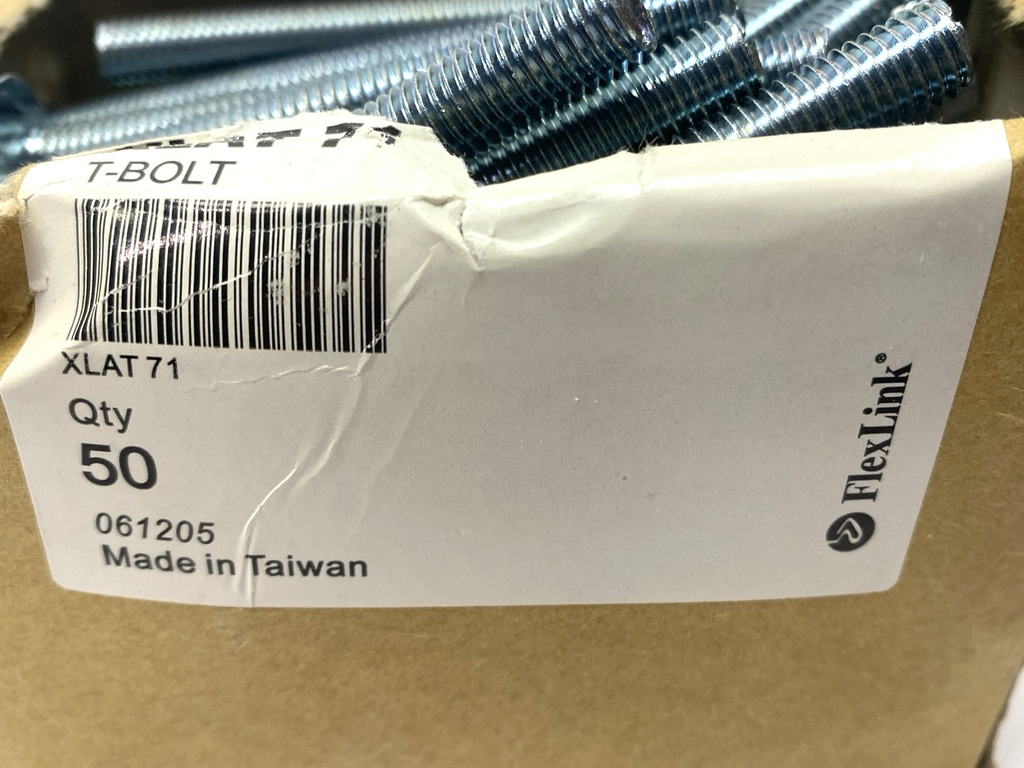 T-BOLT
XLAT 71
Qty
50
061205
Made in Taiwan
FlexLink®